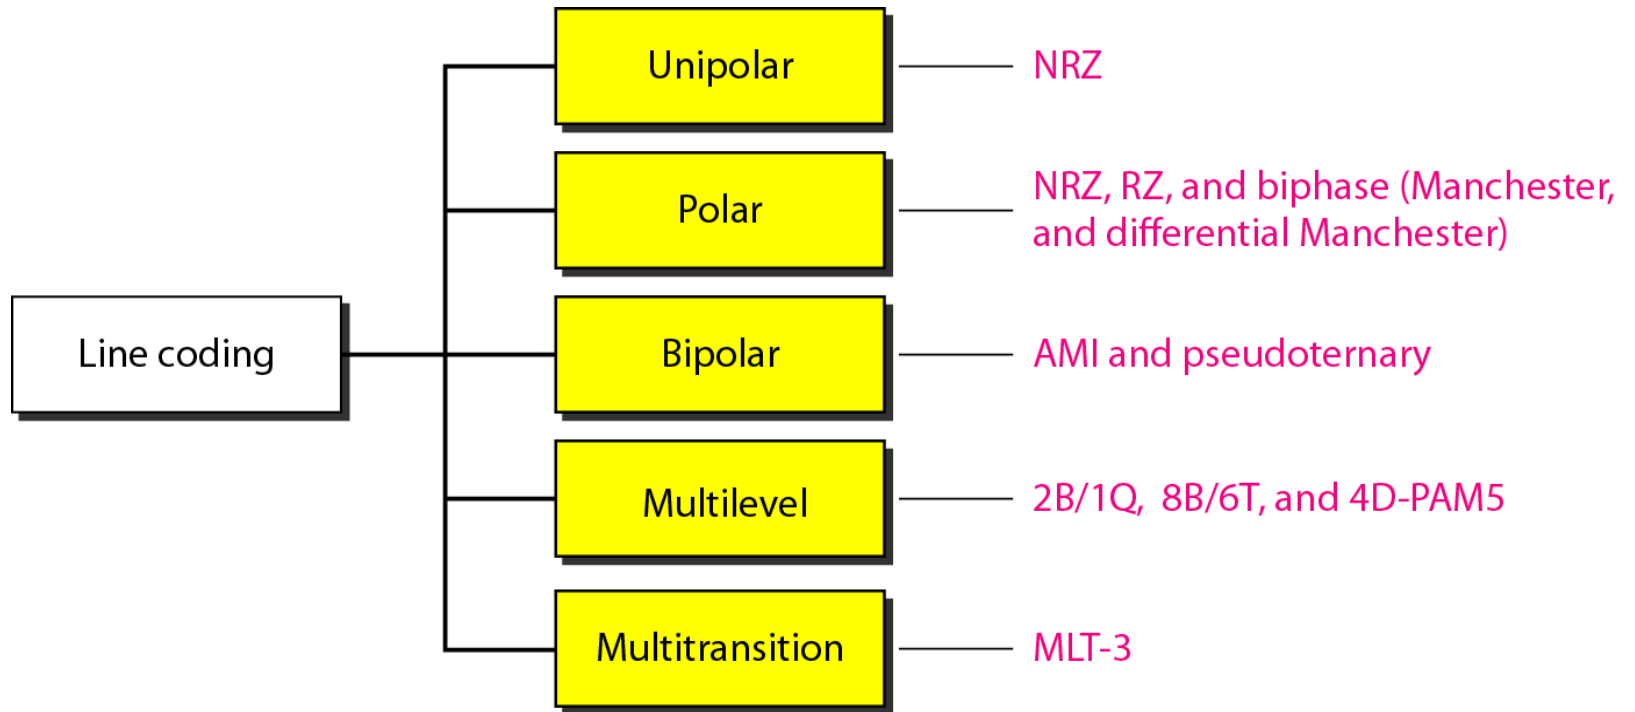 Unipolar
NRZ
Polar
NRZ, RZ, and biphase (Manchester,
and differential Manchester)
Line coding
Bipolar
AMI and pseudoternary
Multilevel
2B/1Q, 8B/6T, and 4D-PAM5
Multitransition
MLT-3